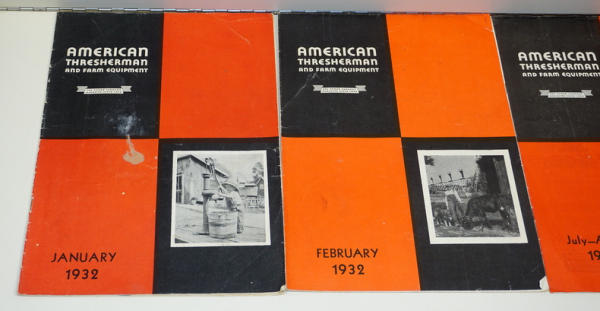 AMERICAN
THRESHERMAN
AND FARM EQUIPMENT
JANUARY
1932
AMERICAN
THRESHERMAN
AND FARM EQUIPMENT
FEBRUARY
1932
AMERICAN
THRESHERMAN
AND FARM EQUIPMENT
July